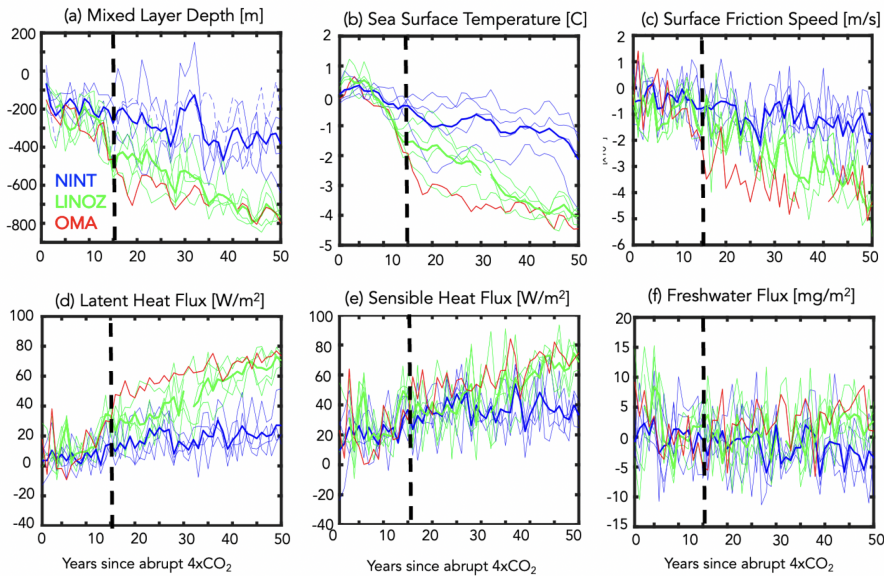 (a) Mixed Layer Depth [m]
(b) Sea Surface Temperature [C]
(c) Surface Friction Speed [m/s]
200
0
-200
-400
-600
-800
NINT
LINOZ
OMA
0 10 20 30 40 50
2
1
0
-1
-2
-3
-4
-5
0 10 20 30 40 50
2
1
0
-1
-2
-3
-4
-5
-6
0 10 20 30 40 50
(d) Latent Heat Flux [W/m²]
(e) Sensible Heat Flux [W/m²]
(f) Freshwater Flux [mg/m²]
100
80
60
40
20
0
-20
-40
0 10 20 30 40 50
Years since abrupt 4xCO₂
100
80
60
40
20
0
-20
-40
0 10 20 30 40 50
Years since abrupt 4xCO₂
20
15
10
5
0
-5
-10
-15
0 10 20 30 40 50
Years since abrupt 4xCO₂